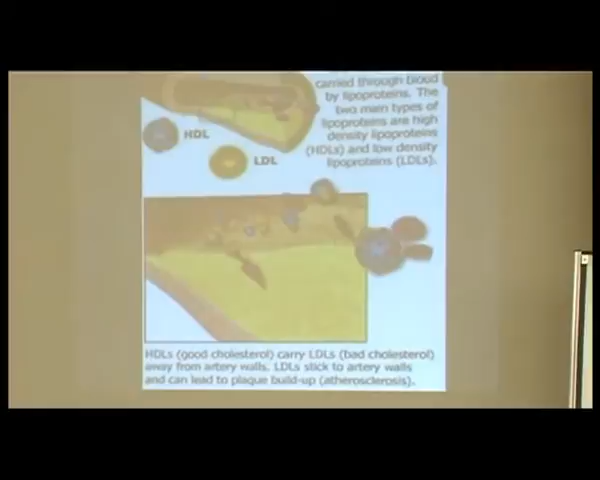 carried through blood
by lipoproteins. The
two main types of
lipoproteins are high
density lipoproteins
(HDLs) and low density
lipoproteins (LDLs).
HDL
LDL
HDLs (good cholesterol) carry LDLs (bad cholesterol)
away from artery walls. LDLs stick to artery walls
and can lead to plaque build-up (atherosclerosis).